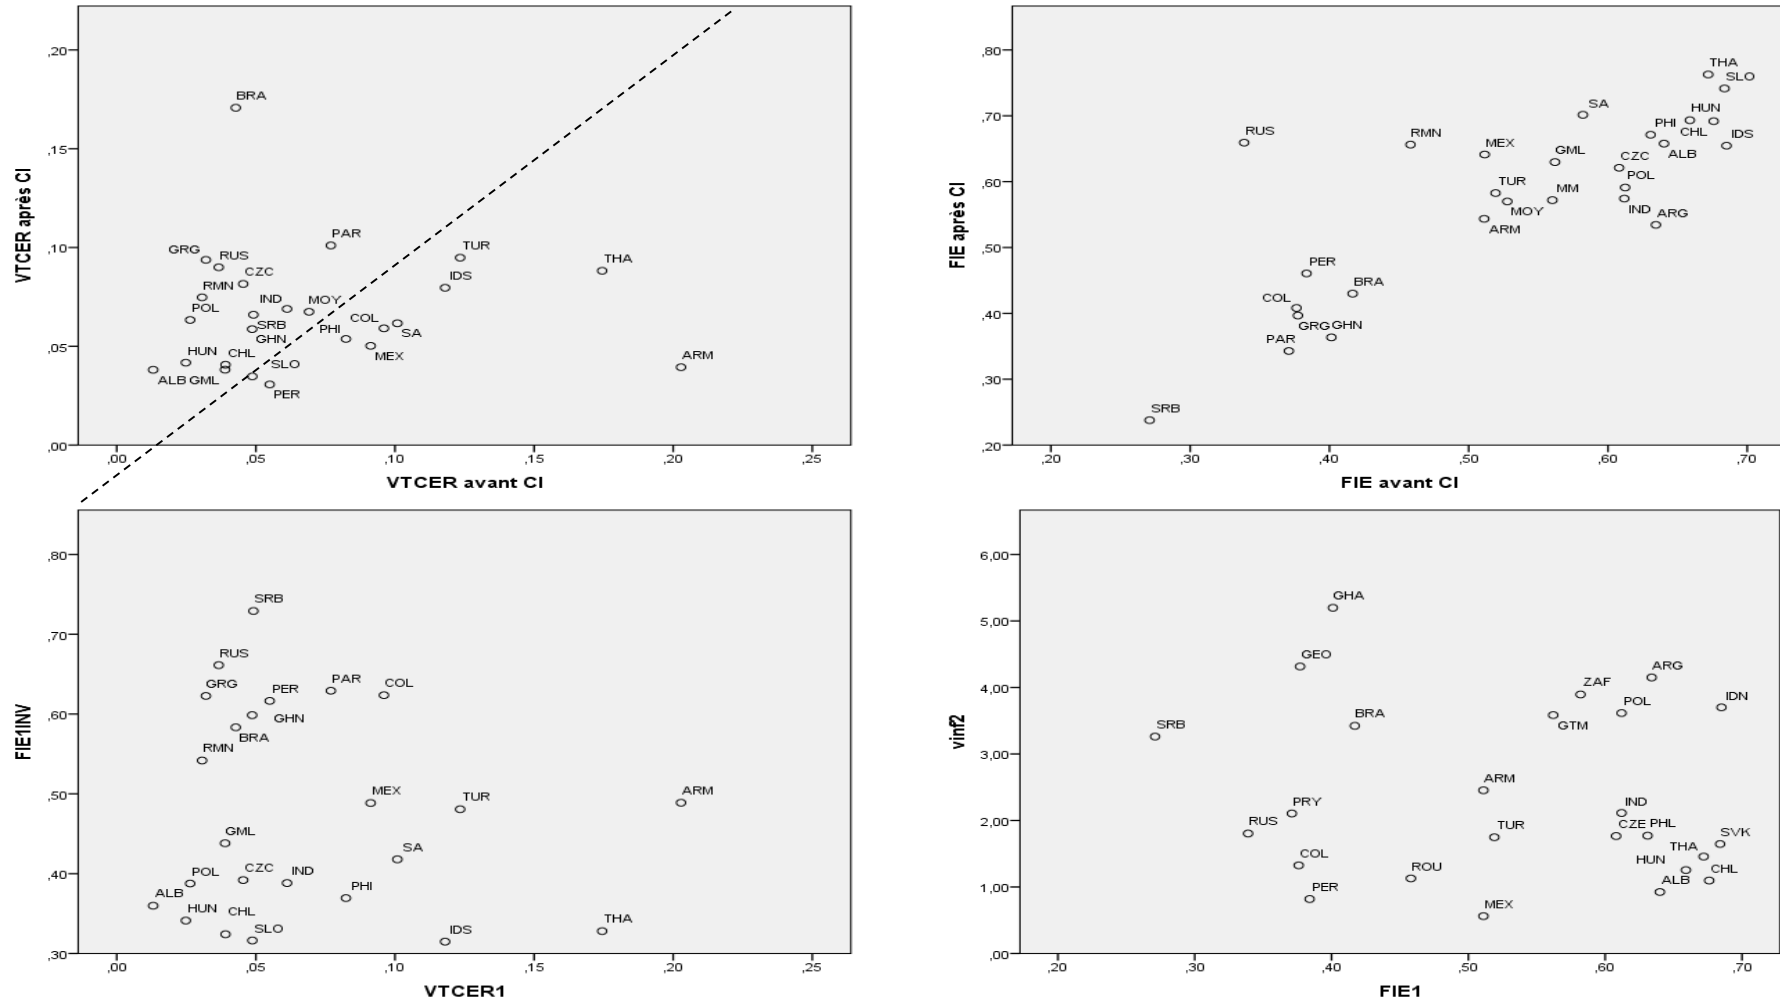 VTCER après CI
,20
,15
,10
,05
,00
BRA
PAR
GRG
RUS
CZC
TUR
THA
IDS
RMN
POL
IND
MOY
SRB
GHN
PHI
COL
SA
MEX
HUN
CHL
SLO
ARM
ALB
GML
PER
,00
,05
,10
,15
,20
,25
VTCER avant CI
FIE après CI
,80
,70
,60
,50
,40
,30
,20
THA
SLO
SA
HUN
RUS
RMN
PHI
CHL
IDS
MEX
GML
CZC
ALB
TUR
MM
POL
MOY
IND
ARG
ARM
PER
BRA
COL
GRG
GHN
PAR
SRB
,20
,30
,40
,50
,60
,70
FIE avant CI
FIE1INV
,80
,70
,60
,50
,40
,30
SRB
RUS
GRG
PER
PAR
COL
GHN
BRA
RMN
MEX
TUR
ARM
GML
SA
POL
CZC
IND
ALB
PHI
HUN
CHL
SLO
IDS
THA
,00
,05
,10
,15
,20
,25
VTCER1
vinf2
6,00
5,00
4,00
3,00
2,00
1,00
,00
GHA
GEO
ARG
ZAF
IDN
SRB
BRA
GTM
POL
ARM
PRY
IND
RUS
TUR
CZE
PHL
SVK
COL
ROU
THA
HUN
CHL
PER
ALB
MEX
,20
,30
,40
,50
,60
,70
FIE1